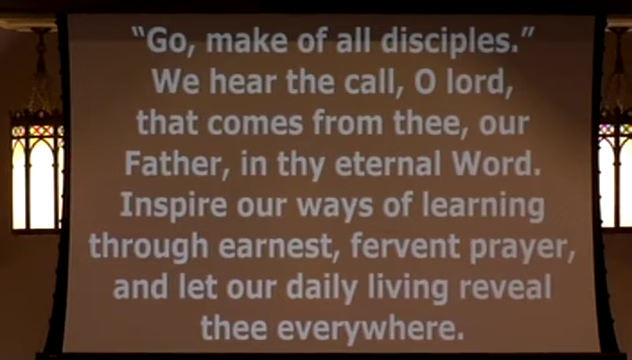 “Go, make of all disciples.”
We hear the call, O lord,
that comes from thee, our
Father, in thy eternal Word.
Inspire our ways of learning
through earnest, fervent prayer,
and let our daily living reveal
thee everywhere.